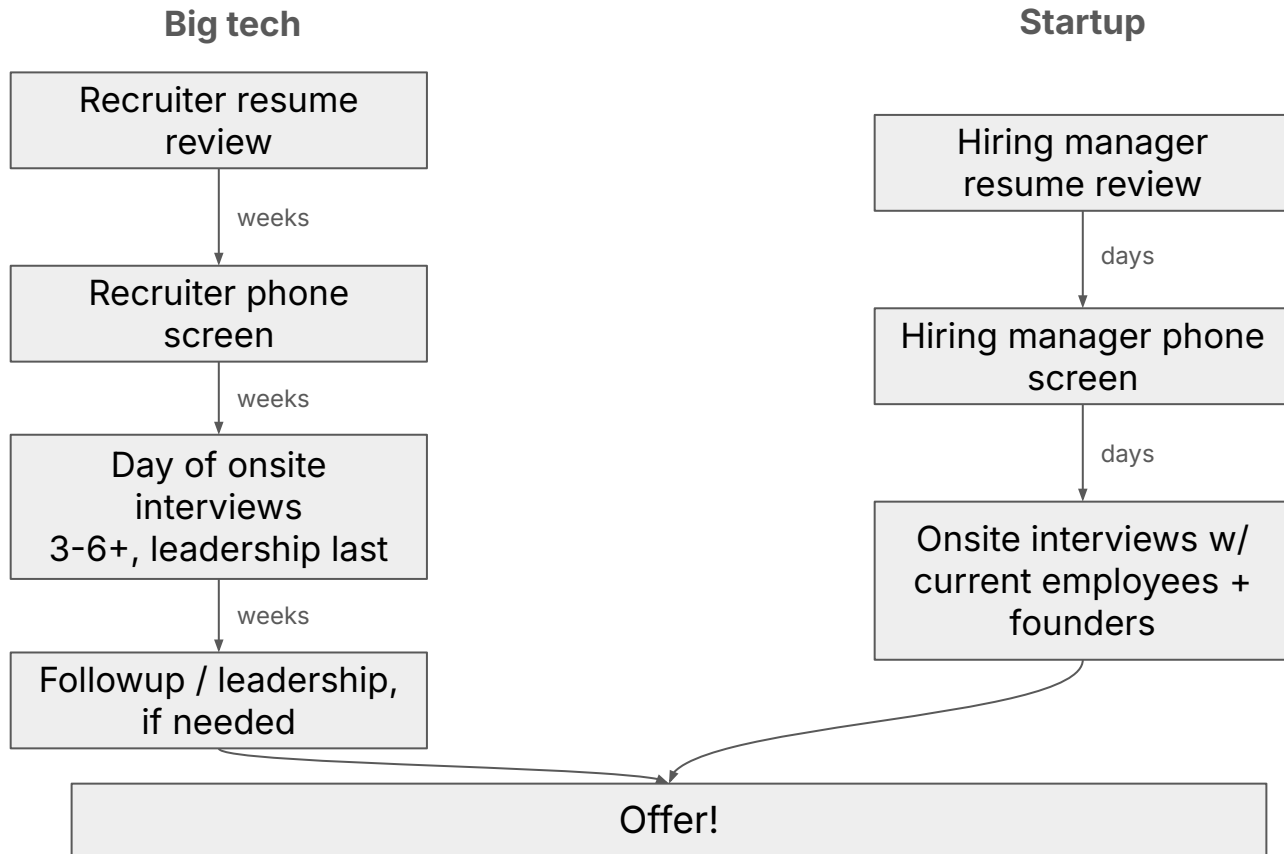 Big tech
Recruiter resume
review
weeks
Recruiter phone
screen
weeks
Day of onsite
interviews
3-6+, leadership last
weeks
Followup / leadership,
if needed
Startup
Hiring manager
resume review
days
Hiring manager phone
screen
days
Onsite interviews w/
current employees +
founders
Offer!